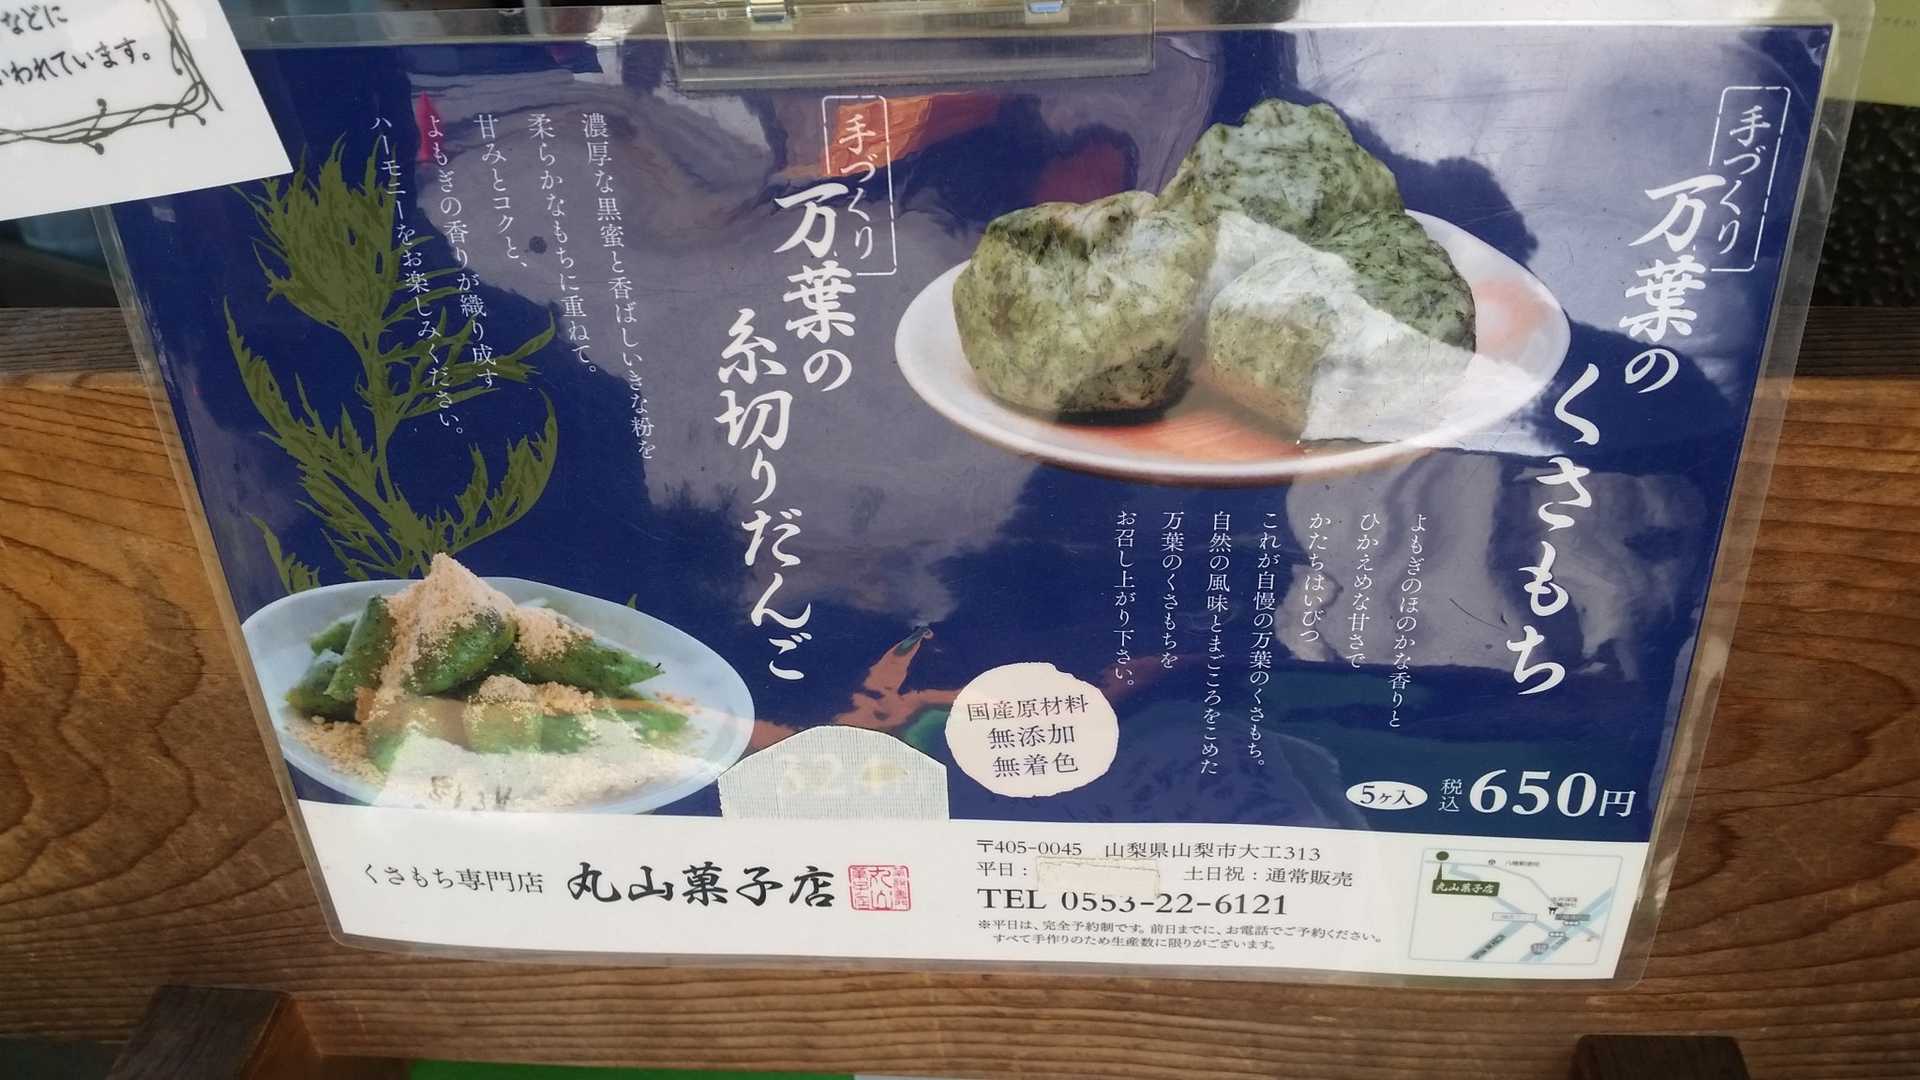 などに
いわれています。
手づくり
万葉の
くさもち
よもぎのほのかな香りと
ひかえめな甘さで
かたちはいびつ
これが自慢の万葉のくさもち。
自然の風味とまごころをこめた
万葉のくさもちを
お召し上がり下さい。
5ヶ入
税込650円
国産原材料
無添加
無着色
手づくり
万葉の
糸切りだんご
濃厚な黒蜜と香ばしいきな粉を
柔らかなもちに重ねて。
甘みとコクと、
よもぎの香りが織り成す
ハーモニーをお楽しみください。
くさもち専門店 丸山菓子店
〒405-0045 山梨県山梨市大工313
平日: 土日祝:通常販売
TEL 0553-22-6121
※平日は、完全予約制です。前日までに、お電話でご予約ください。
すべて手作りのため生産数に限りがございます。
丸山菓子店